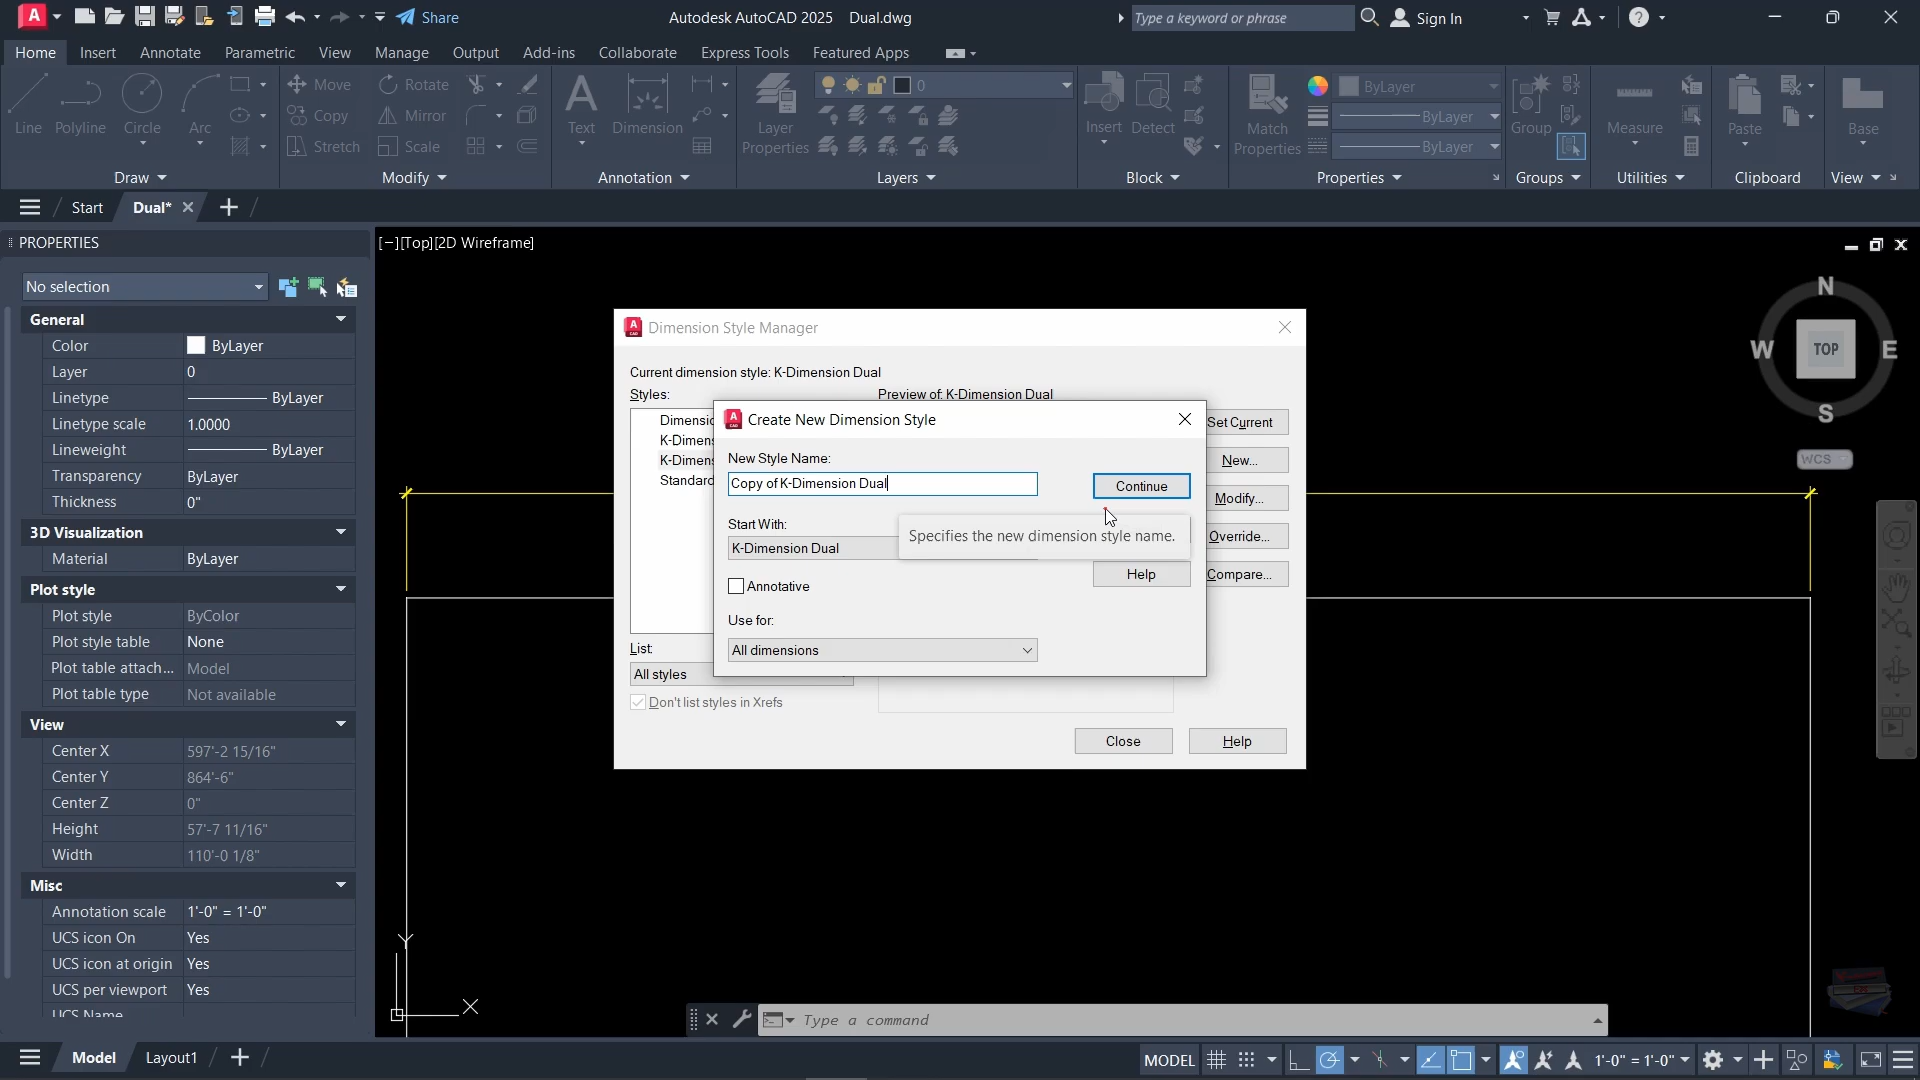 A CAD
Share
Autodesk AutoCAD 2025 Dual.dwg
Type a keyword or phrase
Sign In
Home Insert Annotate Parametric View Manage Output Add-ins Collaborate Express Tools Featured Apps
Line Polyline Circle Arc
Move Rotate
Copy Mirror
Stretch Scale
Text Dimension
Layer Properties
0
Insert Detect
Match Properties
ByLayer
ByLayer
ByLayer
Group
Measure
Paste
Base
Draw Modify Annotation Layers Block Properties Groups Utilities Clipboard View
Start Dual*
PROPERTIES
[−][Top][2D Wireframe]
No selection
General
Color ByLayer
Layer 0
Linetype ByLayer
Linetype scale 1.0000
Lineweight ByLayer
Transparency ByLayer
Thickness 0"
3D Visualization
Material ByLayer
Plot style
Plot style ByColor
Plot style table None
Plot table attach... Model
Plot table type Not available
View
Center X 597'-2 15/16"
Center Y 864'-6"
Center Z 0"
Height 57'-7 11/16"
Width 110'-0 1/8"
Misc
Annotation scale 1'-0" = 1'-0"
UCS icon On Yes
UCS icon at origin Yes
UCS per viewport Yes
UCS Name
Dimension Style Manager
Current dimension style: K-Dimension Dual
Styles:
Preview of: K-Dimension Dual
Standard
Set Current
New...
Modify...
Override...
Compare...
Create New Dimension Style
New Style Name:
Copy of K-Dimension Dual
Continue
Start With:
K-Dimension Dual
Specifies the new dimension style name.
Help
Annotative
Use for:
All dimensions
List:
All styles
Don't list styles in Xrefs
Close
Help
N
W TOP E
S
WCS
Y
X
Type a command
Model Layout1
MODEL
1'-0" = 1'-0"